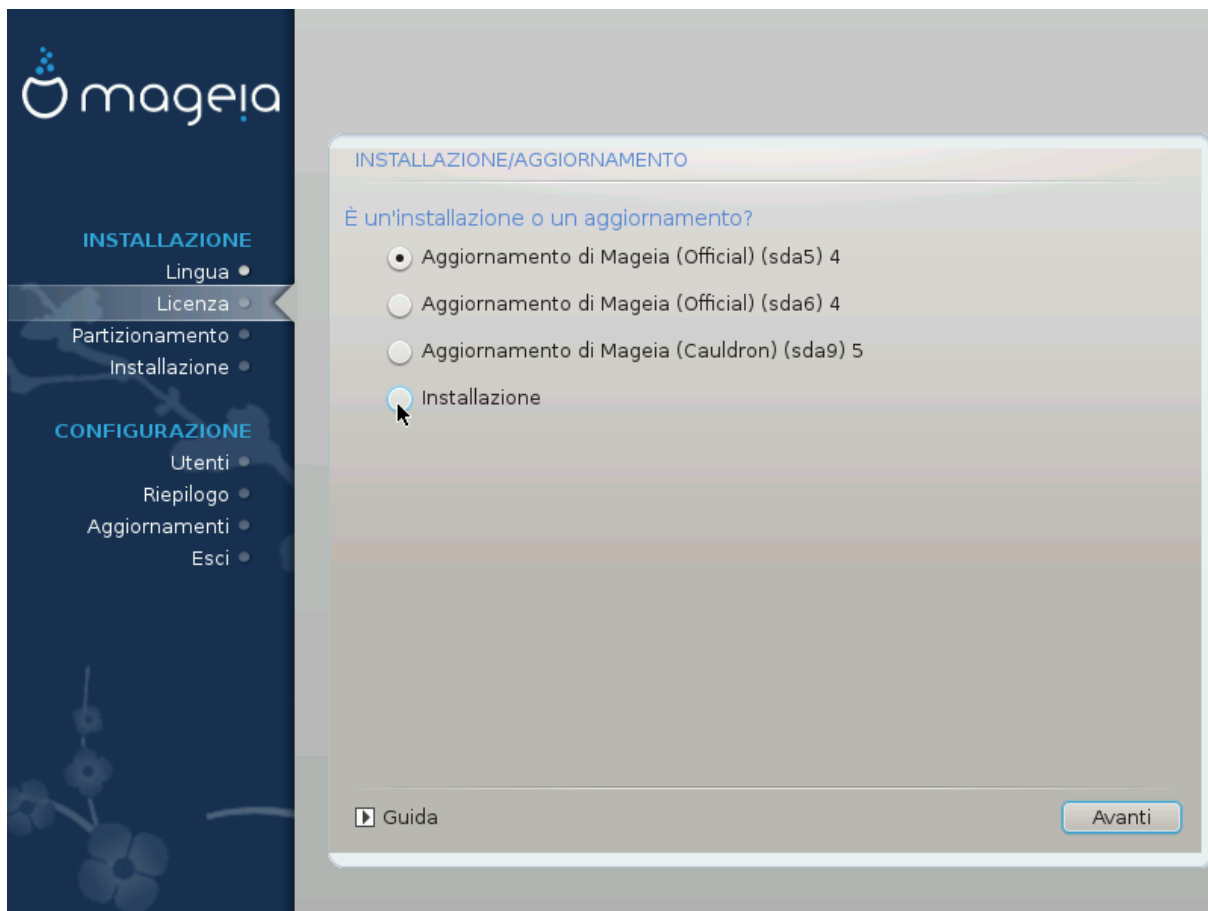 mageia
INSTALLAZIONE
Lingua
Licenza
Partizionamento
Installazione
CONFIGURAZIONE
Utenti
Riepilogo
Aggiornamenti
Esci
INSTALLAZIONE/AGGIORNAMENTO
È un'installazione o un aggiornamento?
Aggiornamento di Mageia (Official) (sda5) 4
Aggiornamento di Mageia (Official) (sda6) 4
Aggiornamento di Mageia (Cauldron) (sda9) 5
Installazione
Guida
Avanti